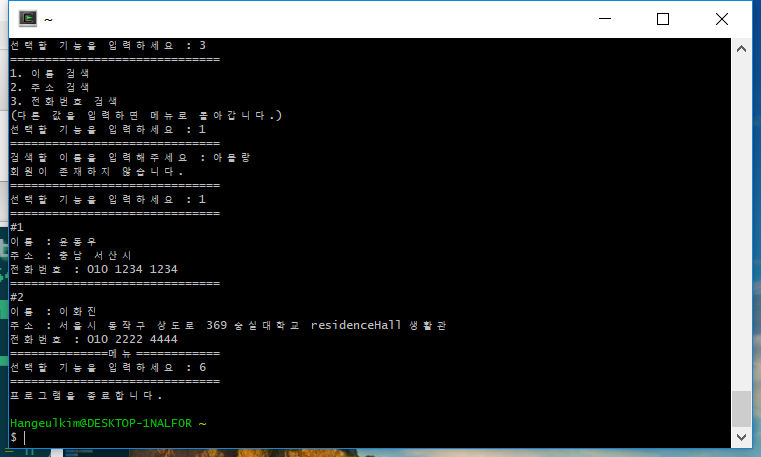 ~
선택할 기능을 입력하세요 : 3
==============================
1. 이름 검색
2. 주소 검색
3. 전화번호 검색
(다른 값을 입력하면 메뉴로 돌아갑니다.)
선택할 기능을 입력하세요 : 1
==============================
검색할 이름을 입력해주세요 : 아물랑
회원이 존재하지 않습니다.
==============================
선택할 기능을 입력하세요 : 1
==============================
#1
이름 : 윤동우
주소 : 충남 서산시
전화번호 : 010 1234 1234
==============================
#2
이름 : 이화진
주소 : 서울시 동작구 상도로 369 숭실대학교 residenceHall 생활관
전화번호 : 010 2222 4444
==============메뉴============
선택할 기능을 입력하세요 : 6
==============================
프로그램을 종료합니다.
Hangeulkim@DESKTOP-1NALFOR ~
$